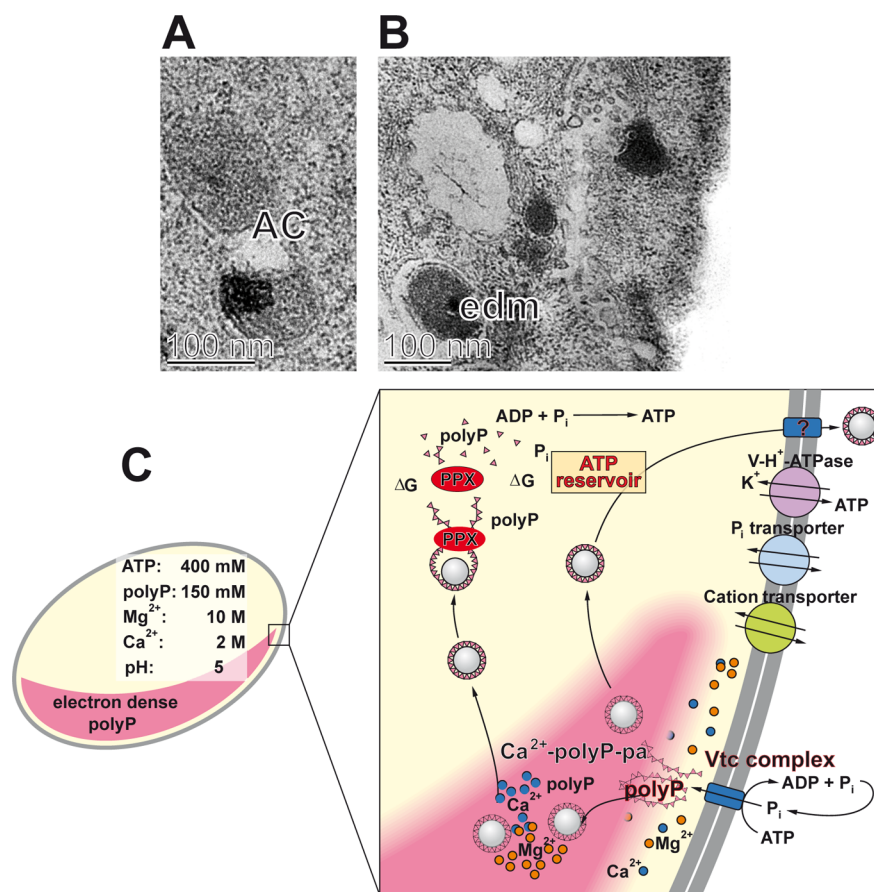 A
B
AC
100 nm
edm
100 nm
C
ATP: 400 mM
polyP: 150 mM
Mg²⁺: 10 M
Ca²⁺: 2 M
pH: 5
electron dense
polyP
ADP + Pᵢ ATP
polyP
Pᵢ
ATP
reservoir
ΔG
PPX
ΔG
polyP
PPX
?
V-H⁺-ATPase
K⁺
ATP
Pᵢ transporter
Cation transporter
Ca²⁺-polyP-pa
Vtc complex
polyP
Ca²⁺
polyP
ADP + Pᵢ
Pᵢ
ATP
Mg²⁺
Mg²⁺
Ca²⁺